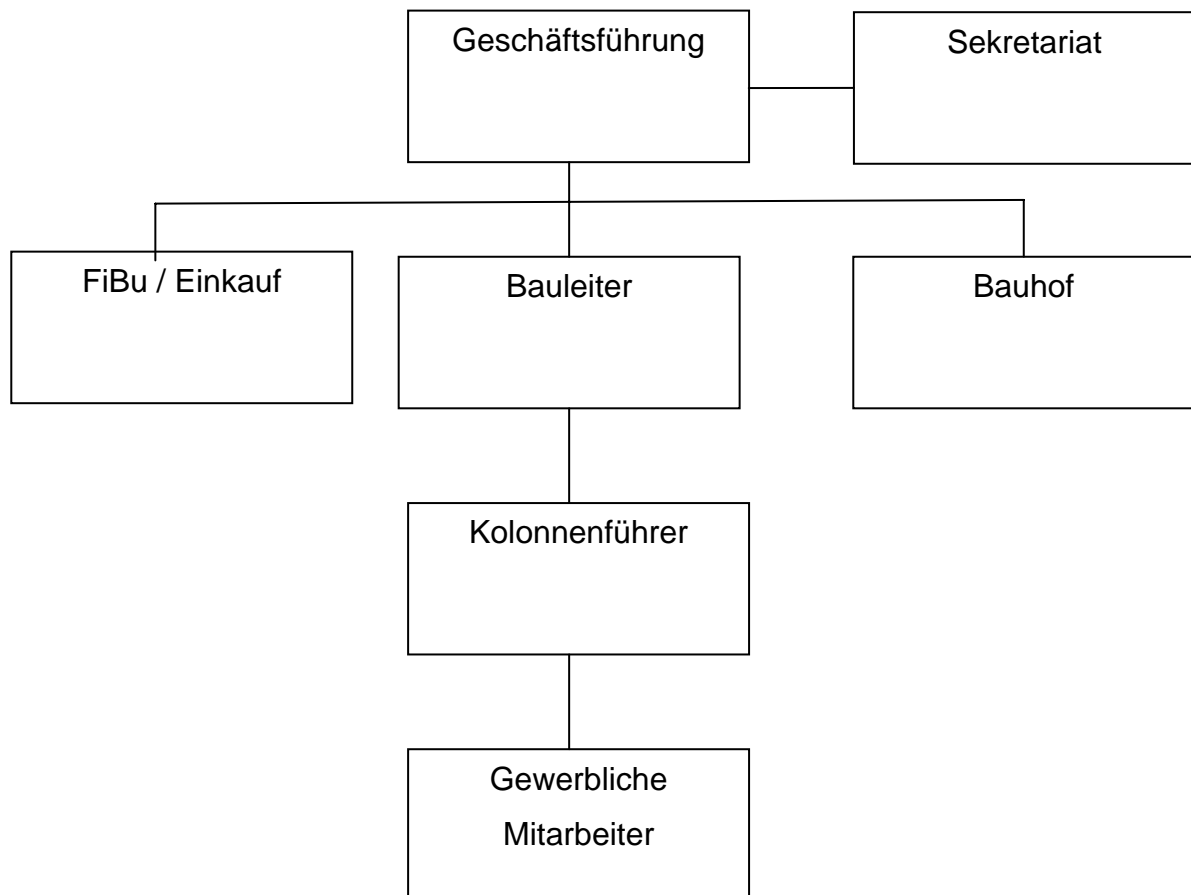 Geschäftsführung
Sekretariat
FiBu / Einkauf
Bauleiter
Bauhof
Kolonnenführer
Gewerbliche
Mitarbeiter